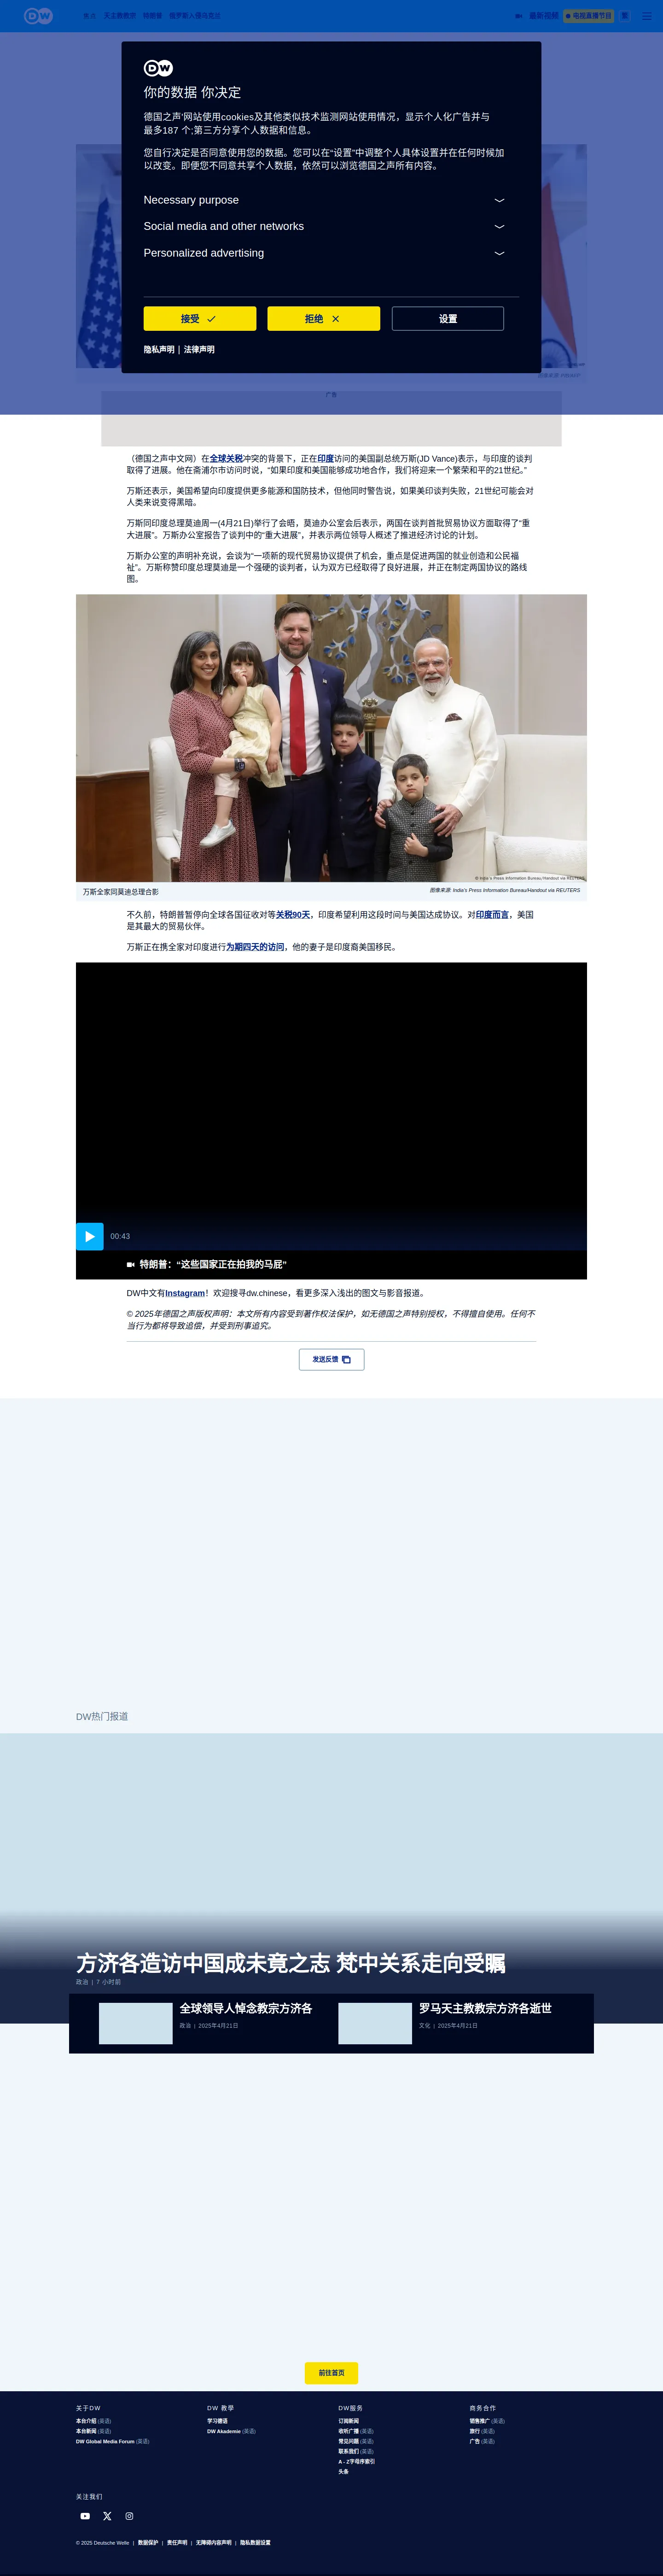 DW
焦点 天主教教宗 特朗普 俄罗斯入侵乌克兰
最新视频 电视直播节目 繁
DW
你的数据 你决定
德国之声'网站使用cookies及其他类似技术监测网站使用情况，显示个人化广告并与
最多187 个;第三方分享个人数据和信息。
您自行决定是否同意使用您的数据。您可以在“设置”中调整个人具体设置并在任何时候加
以改变。即便您不同意共享个人数据，依然可以浏览德国之声所有内容。
Necessary purpose
Social media and other networks
Personalized advertising
接受
拒绝
设置
隐私声明 | 法律声明
广告
（德国之声中文网）在全球关税冲突的背景下，正在印度访问的美国副总统万斯(JD Vance)表示，与印度的谈判
取得了进展。他在斋浦尔市访问时说，“如果印度和美国能够成功地合作，我们将迎来一个繁荣和平的21世纪。”
万斯还表示，美国希望向印度提供更多能源和国防技术，但他同时警告说，如果美印谈判失败，21世纪可能会对
人类来说变得黑暗。
万斯同印度总理莫迪周一(4月21日)举行了会晤，莫迪办公室会后表示，两国在谈判首批贸易协议方面取得了“重
大进展”。万斯办公室报告了谈判中的“重大进展”，并表示两位领导人概述了推进经济讨论的计划。
万斯办公室的声明补充说，会谈为“一项新的现代贸易协议提供了机会，重点是促进两国的就业创造和公民福
祉”。万斯称赞印度总理莫迪是一个强硬的谈判者，认为双方已经取得了良好进展，并正在制定两国协议的路线
图。
© India's Press Information Bureau/Handout via REUTERS
万斯全家同莫迪总理合影
图像来源: India's Press Information Bureau/Handout via REUTERS
不久前，特朗普暂停向全球各国征收对等关税90天，印度希望利用这段时间与美国达成协议。对印度而言，美国
是其最大的贸易伙伴。
万斯正在携全家对印度进行为期四天的访问，他的妻子是印度裔美国移民。
00:43
特朗普：“这些国家正在拍我的马屁”
DW中文有Instagram！欢迎搜寻dw.chinese，看更多深入浅出的图文与影音报道。
© 2025年德国之声版权声明：本文所有内容受到著作权法保护，如无德国之声特别授权，不得擅自使用。任何不
当行为都将导致追偿，并受到刑事追究。
发送反馈
DW热门报道
方济各造访中国成未竟之志 梵中关系走向受瞩
政治 | 7 小时前
全球领导人悼念教宗方济各
政治 | 2025年4月21日
罗马天主教教宗方济各逝世
文化 | 2025年4月21日
前往首页
关于DW
本台介绍 (英语)
本台新闻 (英语)
DW Global Media Forum (英语)
DW 教學
学习德语
DW Akademie (英语)
DW服务
订阅新闻
收听广播 (英语)
常见问题 (英语)
联系我们 (英语)
A - Z字母序索引
头条
商务合作
销售推广 (英语)
旅行 (英语)
广告 (英语)
关注我们
© 2025 Deutsche Welle | 数据保护 | 责任声明 | 无障碍内容声明 | 隐私数据设置